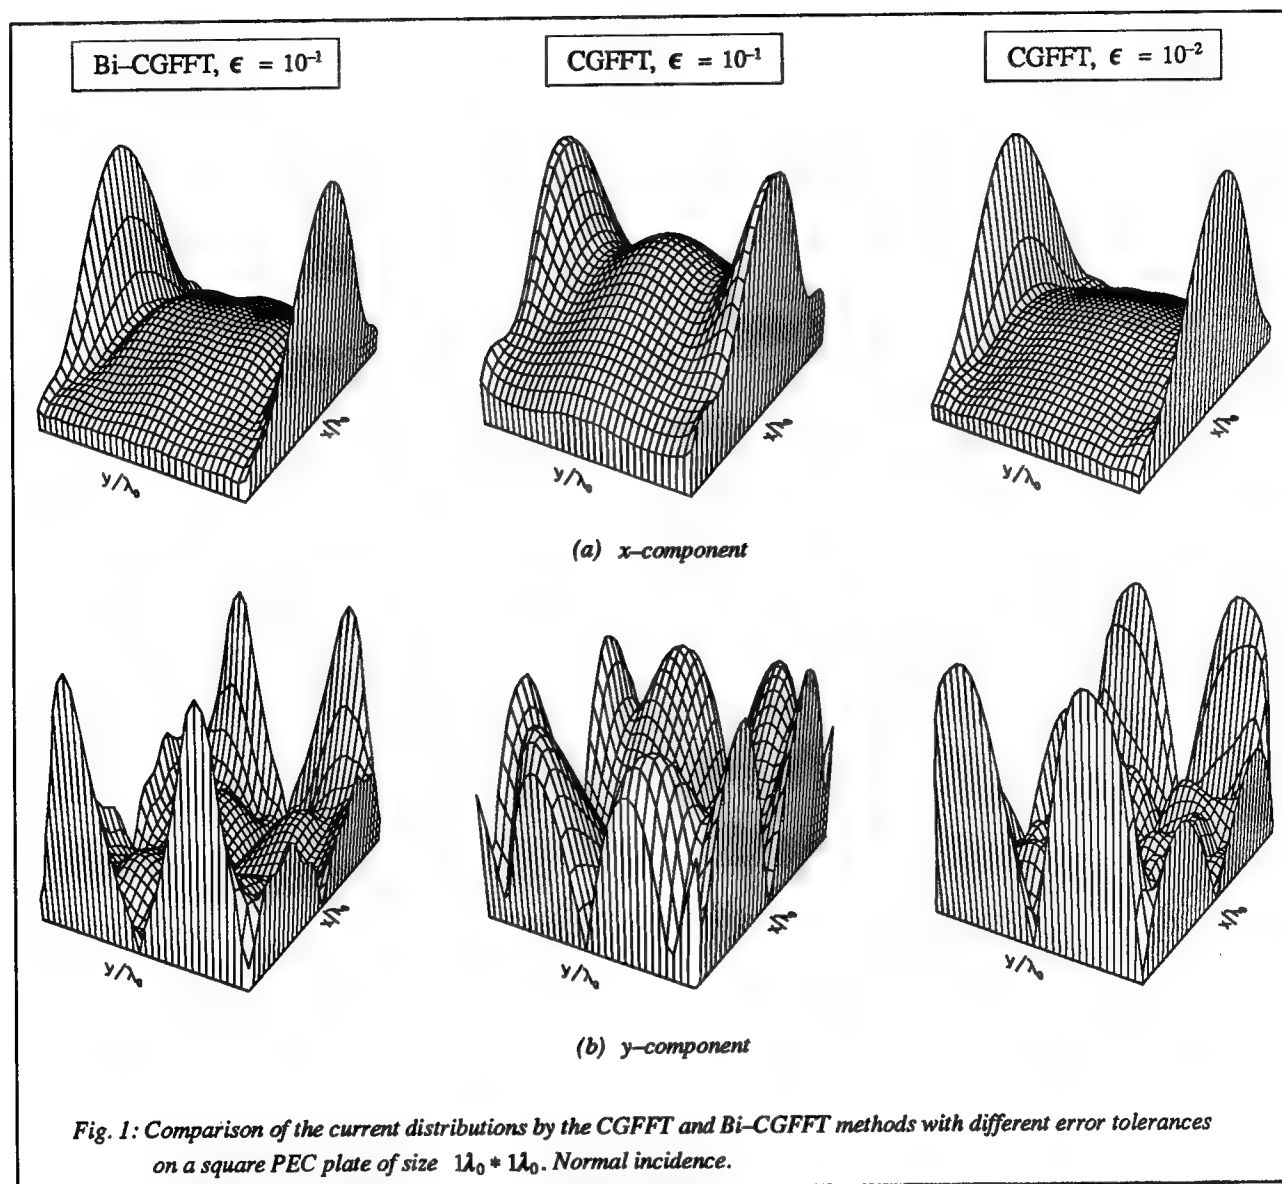 Bi–CGFFT, ϵ = 10⁻¹
CGFFT, ϵ = 10⁻¹
CGFFT, ϵ = 10⁻²
x/λ₀
x/λ₀
x/λ₀
y/λ₀
y/λ₀
y/λ₀
(a) x–component
x/λ₀
x/λ₀
x/λ₀
y/λ₀
y/λ₀
y/λ₀
(b) y–component
Fig. 1: Comparison of the current distributions by the CGFFT and Bi–CGFFT methods with different error tolerances
on a square PEC plate of size 1λ₀ * 1λ₀. Normal incidence.